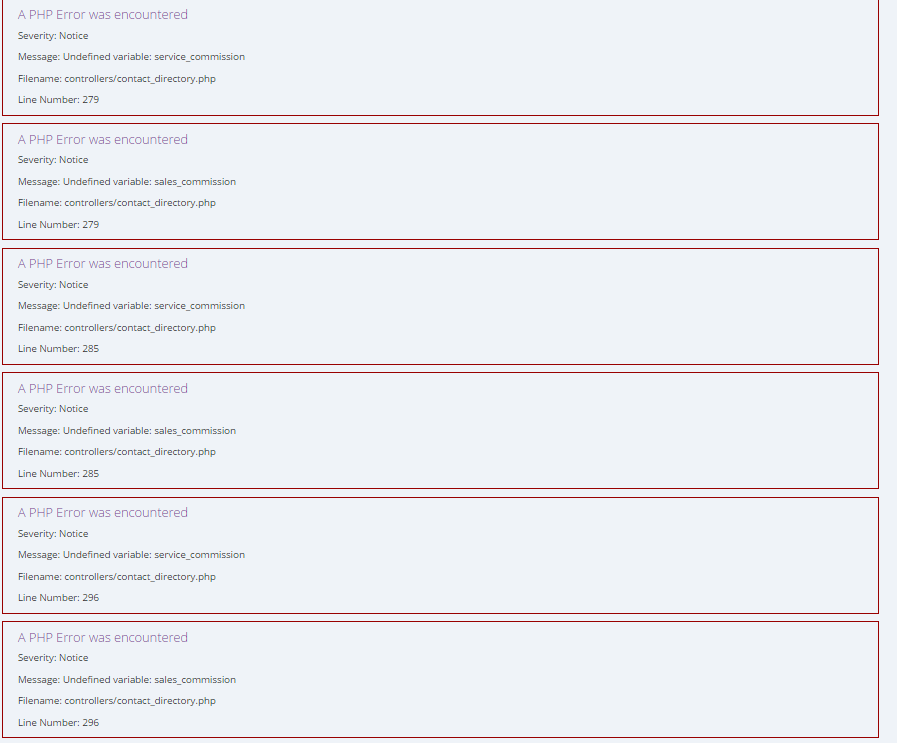 A PHP Error was encountered
Severity: Notice
Message: Undefined variable: service_commission
Filename: controllers/contact_directory.php
Line Number: 279
A PHP Error was encountered
Severity: Notice
Message: Undefined variable: sales_commission
Filename: controllers/contact_directory.php
Line Number: 279
A PHP Error was encountered
Severity: Notice
Message: Undefined variable: service_commission
Filename: controllers/contact_directory.php
Line Number: 285
A PHP Error was encountered
Severity: Notice
Message: Undefined variable: sales_commission
Filename: controllers/contact_directory.php
Line Number: 285
A PHP Error was encountered
Severity: Notice
Message: Undefined variable: service_commission
Filename: controllers/contact_directory.php
Line Number: 296
A PHP Error was encountered
Severity: Notice
Message: Undefined variable: sales_commission
Filename: controllers/contact_directory.php
Line Number: 296